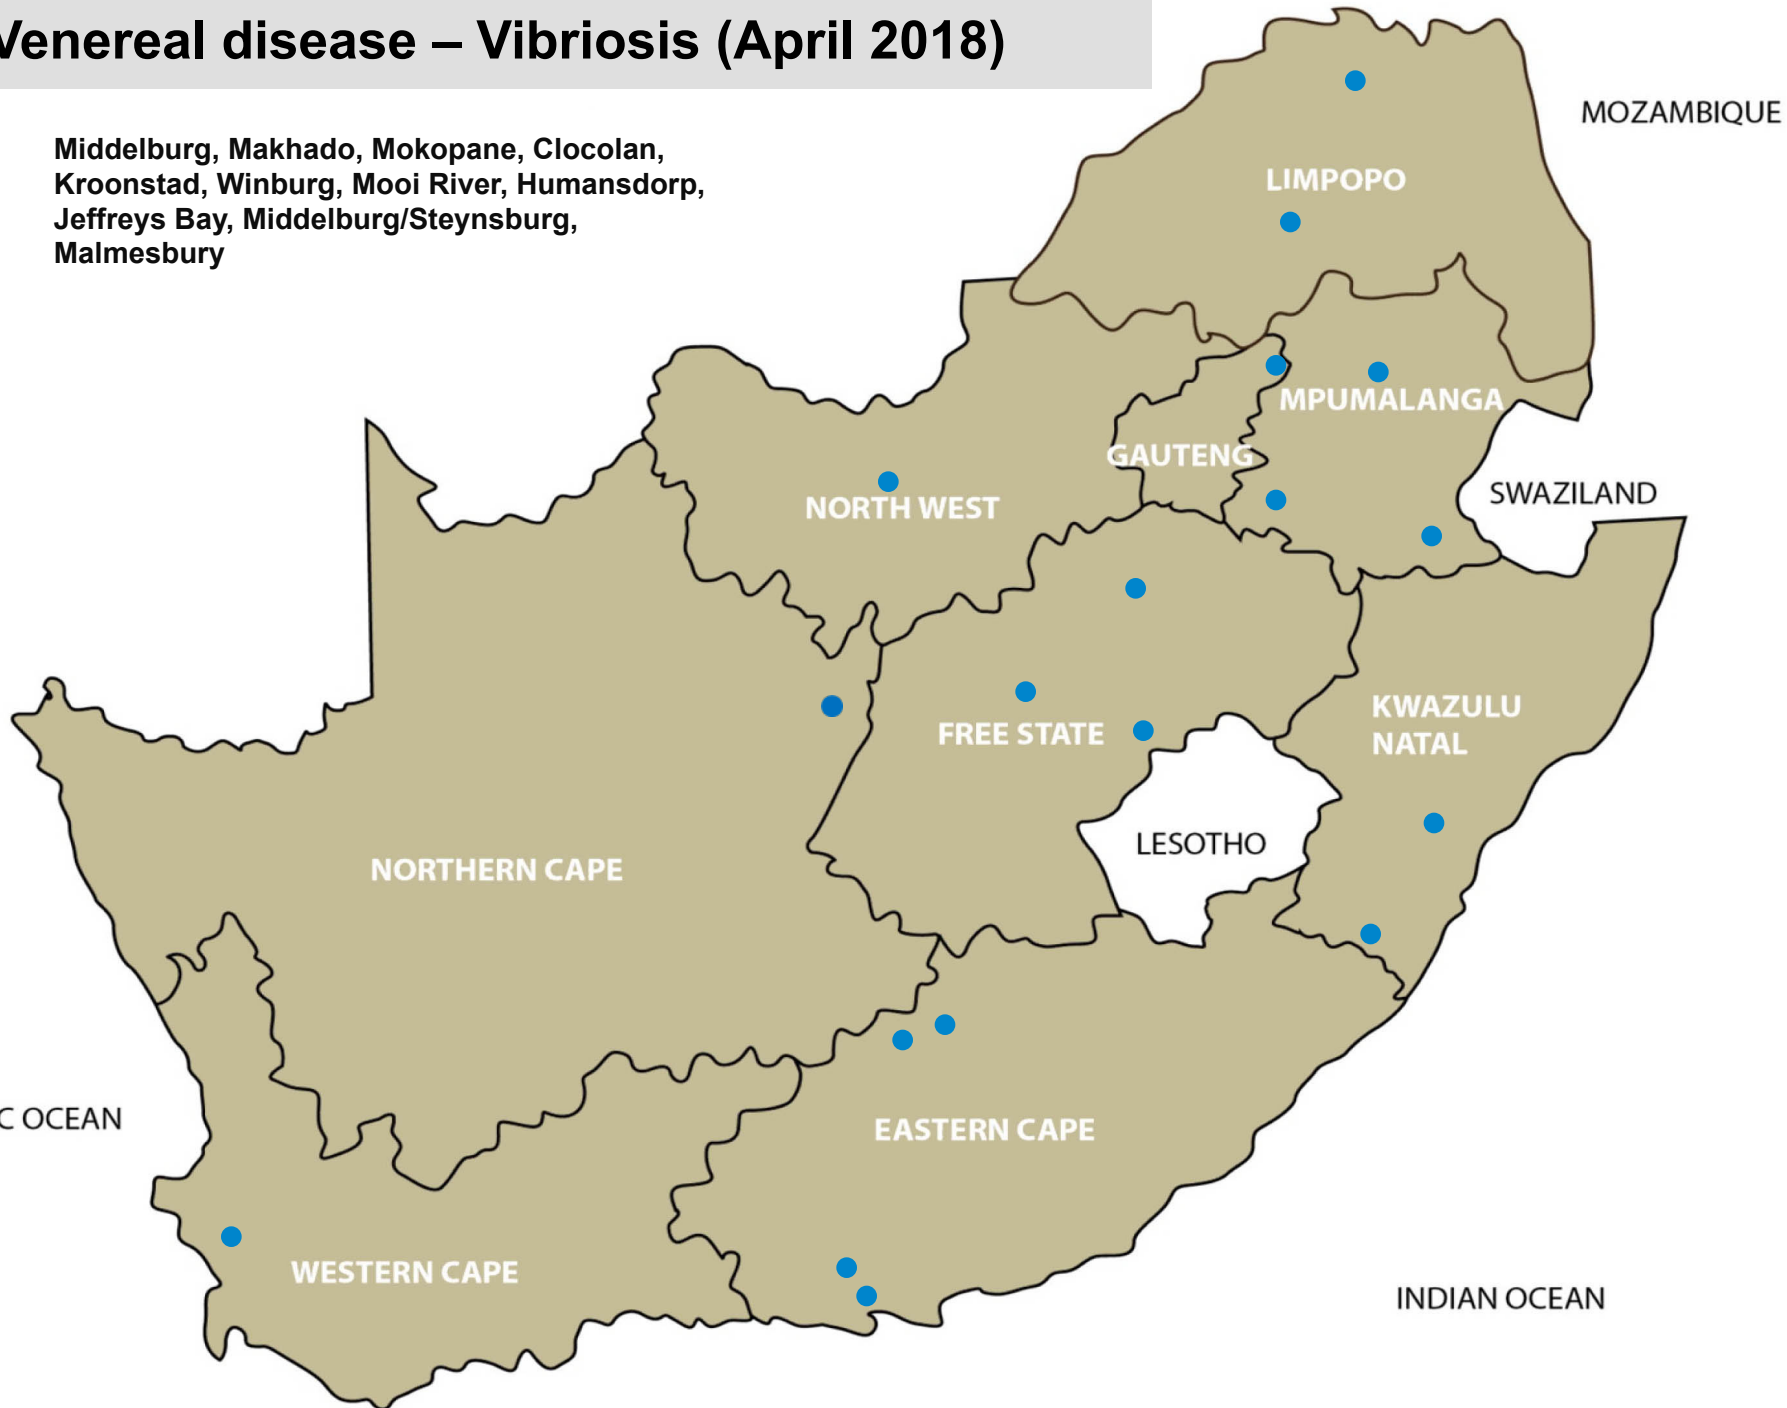 Venereal disease – Vibriosis (April 2018)
Middelburg, Makhado, Mokopane, Clocolan,
Kroonstad, Winburg, Mooi River, Humansdorp,
Jeffreys Bay, Middelburg/Steynsburg,
Malmesbury
MOZAMBIQUE
LIMPOPO
MPUMALANGA
GAUTENG
SWAZILAND
NORTH WEST
KWAZULU
NATAL
FREE STATE
LESOTHO
NORTHERN CAPE
C OCEAN
EASTERN CAPE
WESTERN CAPE
INDIAN OCEAN